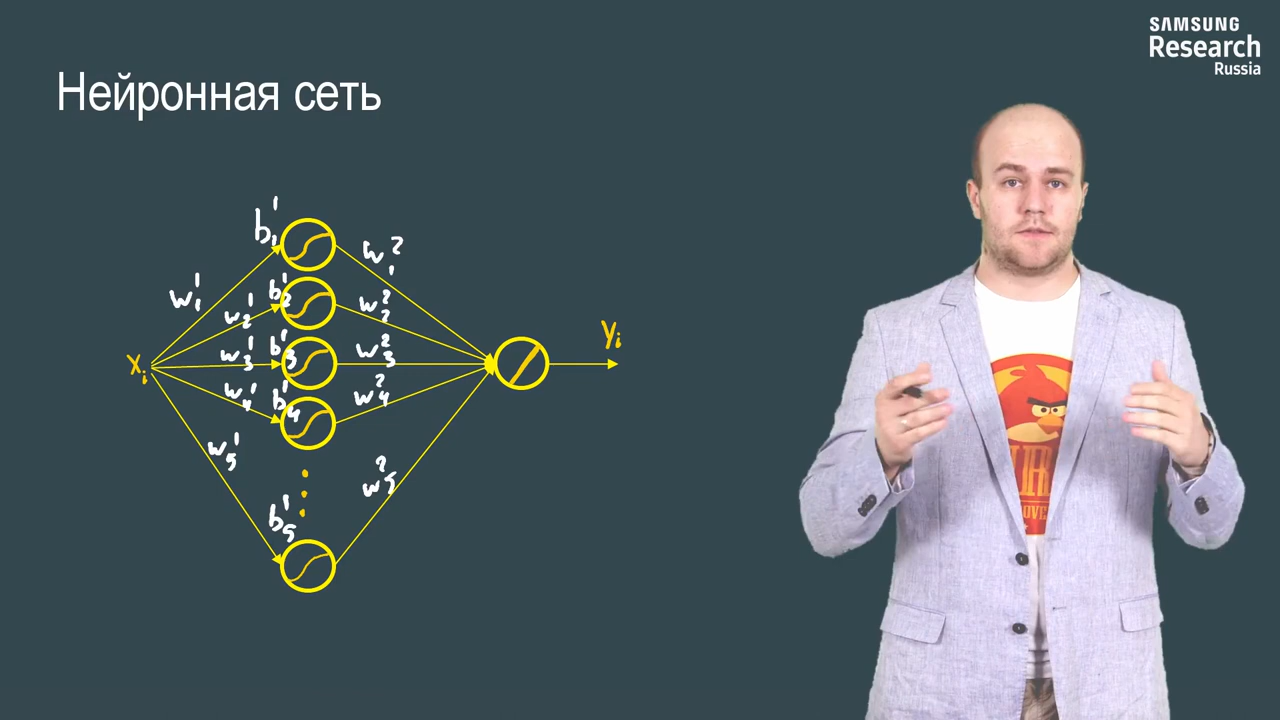 SAMSUNG
Research
Russia
Нейронная сеть
b₁¹
w₁²
w₁¹
b₂¹
w₂¹
w₂²
yᵢ
b₃¹
w₃¹
w₃²
xᵢ
w₄¹
b₄¹
w₄²
w₅¹
w₅²
b₅¹